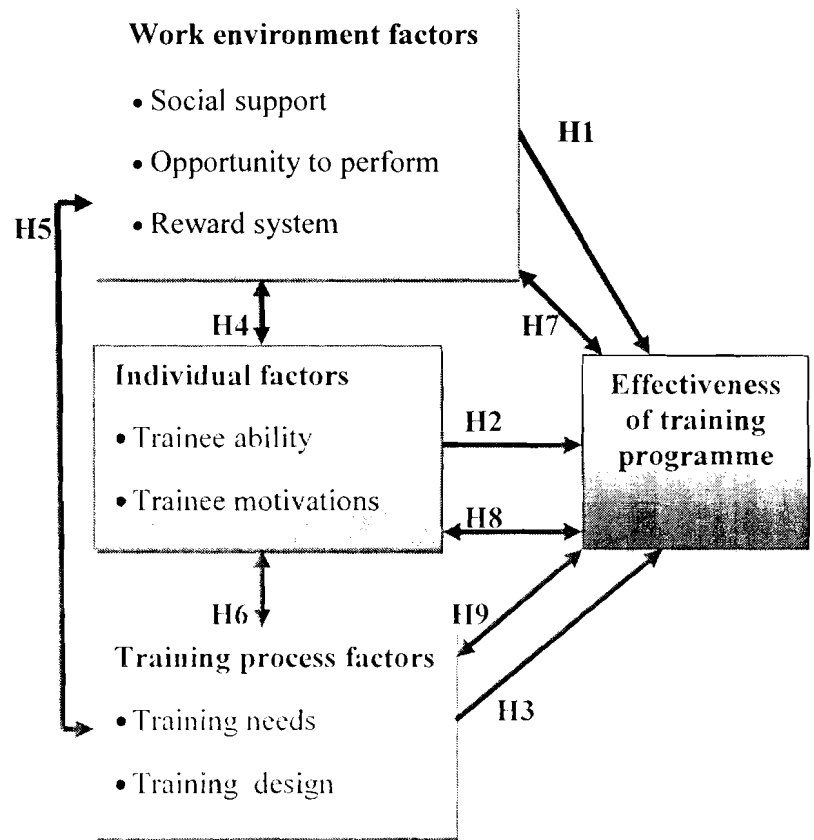 Work environment factors
• Social support
• Opportunity to perform
• Reward system
H1
H5
H4
H7
Individual factors
• Trainee ability
• Trainee motivations
H2
Effectiveness
of training
programme
H8
H6
H9
Training process factors
• Training needs
• Training design
H3